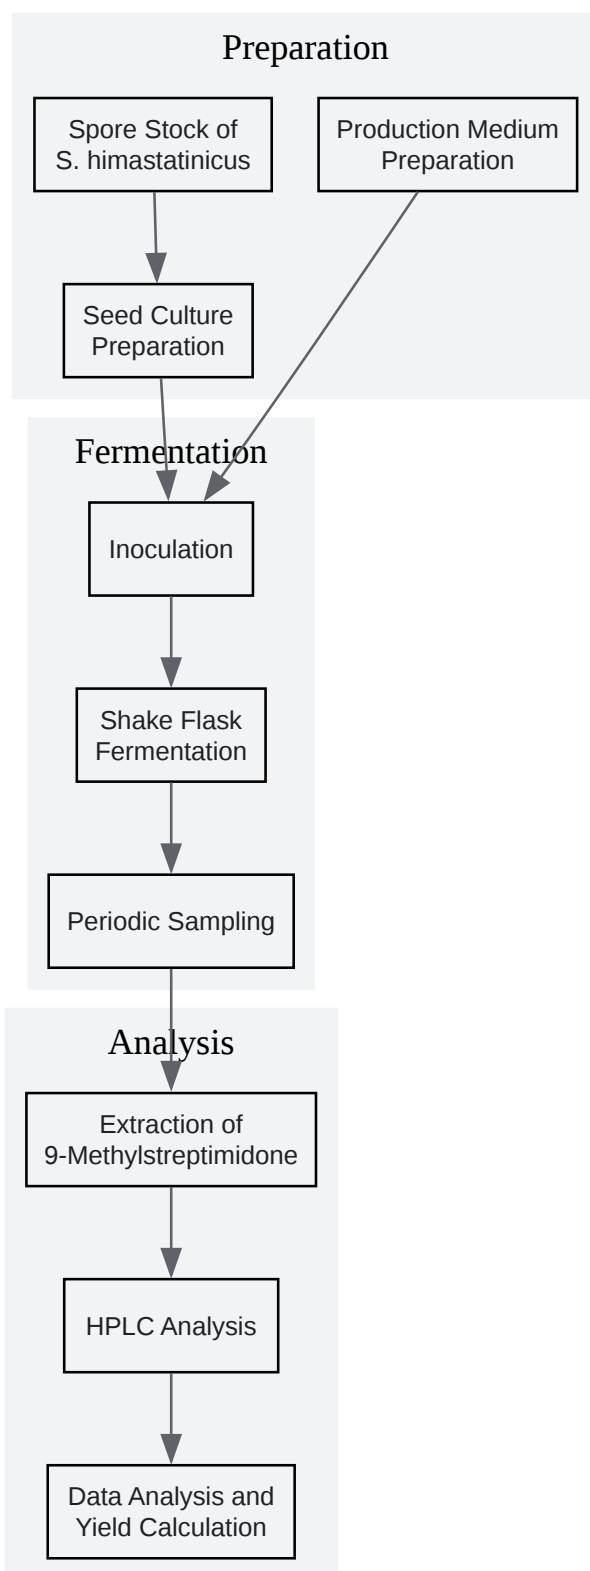 Preparation
Spore Stock of
S. himastatinicus
Production Medium
Preparation
Seed Culture
Preparation
Fermentation
Inoculation
Shake Flask
Fermentation
Periodic Sampling
Analysis
Extraction of
9-Methylstreptimidone
HPLC Analysis
Data Analysis and
Yield Calculation